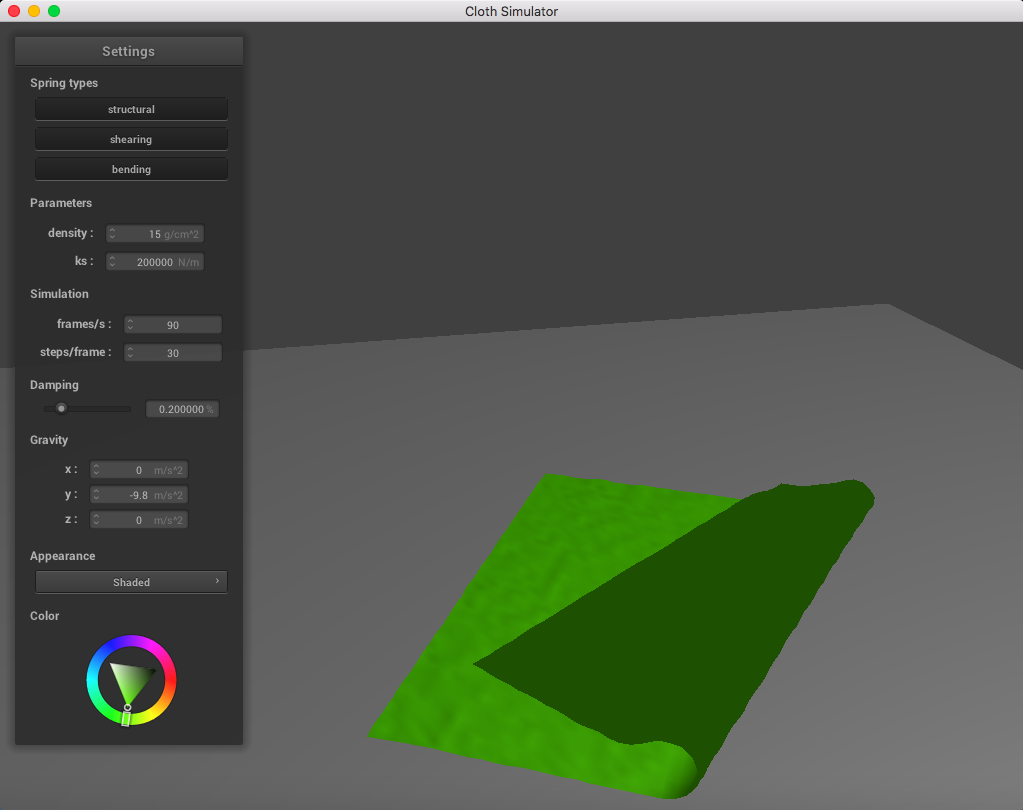 Cloth Simulator
Settings
Spring types
structural
shearing
bending
Parameters
density : 15 g/cm^2
ks : 200000 N/m
Simulation
frames/s : 90
steps/frame : 30
Damping
0.200000 %
Gravity
x : 0 m/s^2
y : -9.8 m/s^2
z : 0 m/s^2
Appearance
Shaded
Color